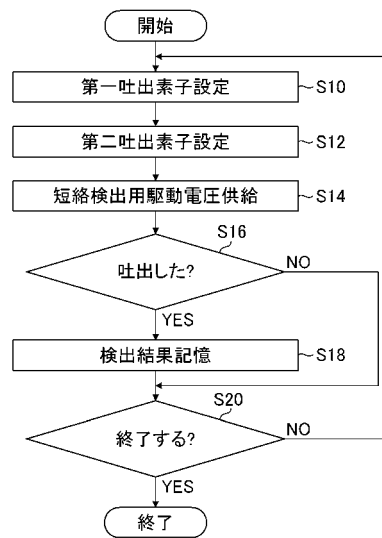 開始
第一吐出素子設定
S10
第二吐出素子設定
S12
短絡検出用駆動電圧供給
S14
S16
吐出した?
NO
YES
検出結果記憶
S18
S20
終了する?
NO
YES
終了